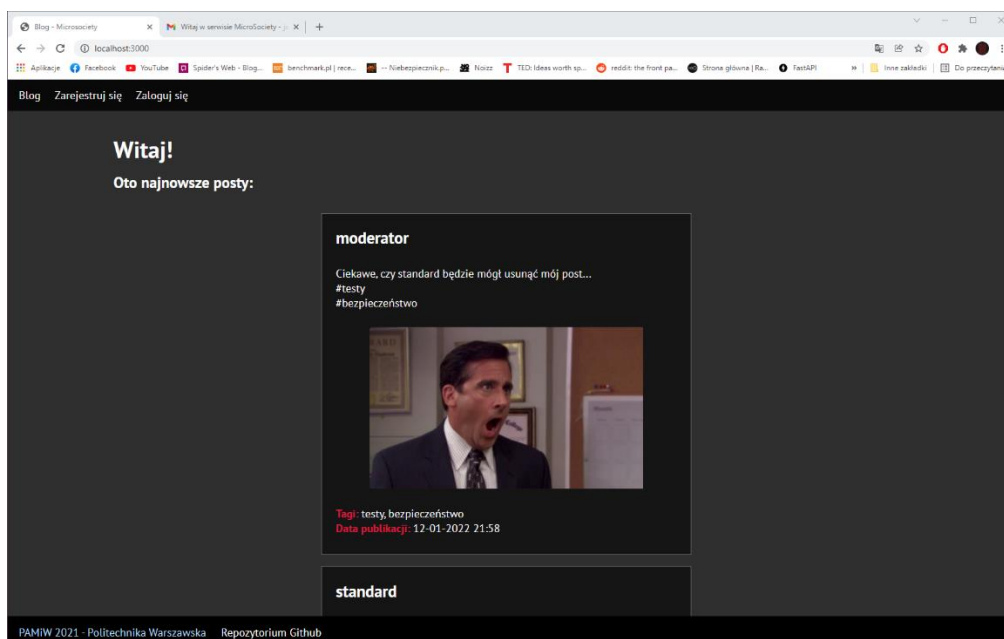 Blog - Microsociety
Witaj w serwisie MicroSociety - j
localhost:3000
Aplikacje Facebook YouTube Spider's Web - Blog... benchmark.pl | rece... --Niebezpiecznik.p... Noizz TED: Ideas worth sp... reddit: the front pa... Strona główna | Ra... FastAPI » Inne zakładki Do przeczytania
Blog Zarejestruj się Zaloguj się
Witaj!
Oto najnowsze posty:
moderator
Ciekawe, czy standard będzie mógł usunąć mój post...
#testy
#bezpieczeństwo
Tagi: testy, bezpieczeństwo
Data publikacji: 12-01-2022 21:58
standard
PAMiW 2021 - Politechnika Warszawska Repozytorium Github